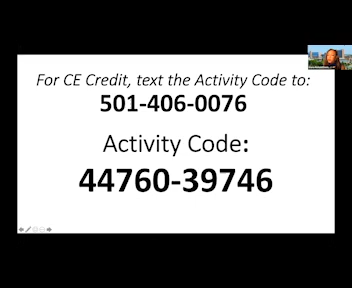 For CE Credit, text the Activity Code to:
501-406-0076
Activity Code:
44760-39746